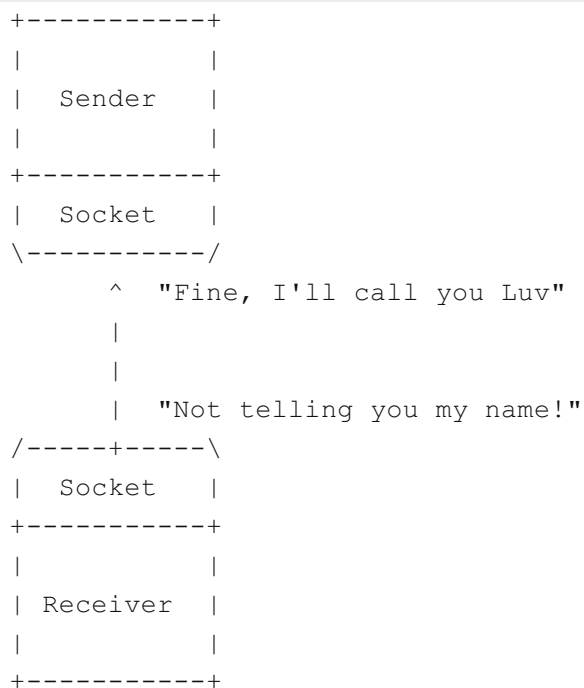 Sender
Socket
"Fine, I'll call you Luv"
"Not telling you my name!"
Socket
Receiver